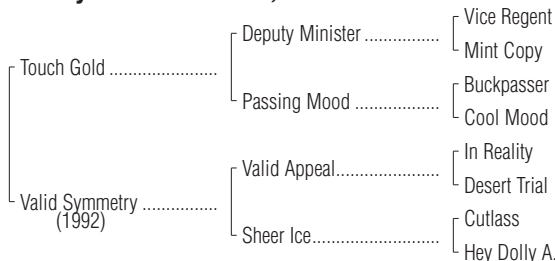 Vice Regent
Deputy Minister ................
Mint Copy
Touch Gold .......................
Buckpasser
Passing Mood ..................
Cool Mood
In Reality
Valid Appeal......................
Desert Trial
Valid Symmetry ................
(1992)
Cutlass
Sheer Ice...........................
Hey Dolly A.